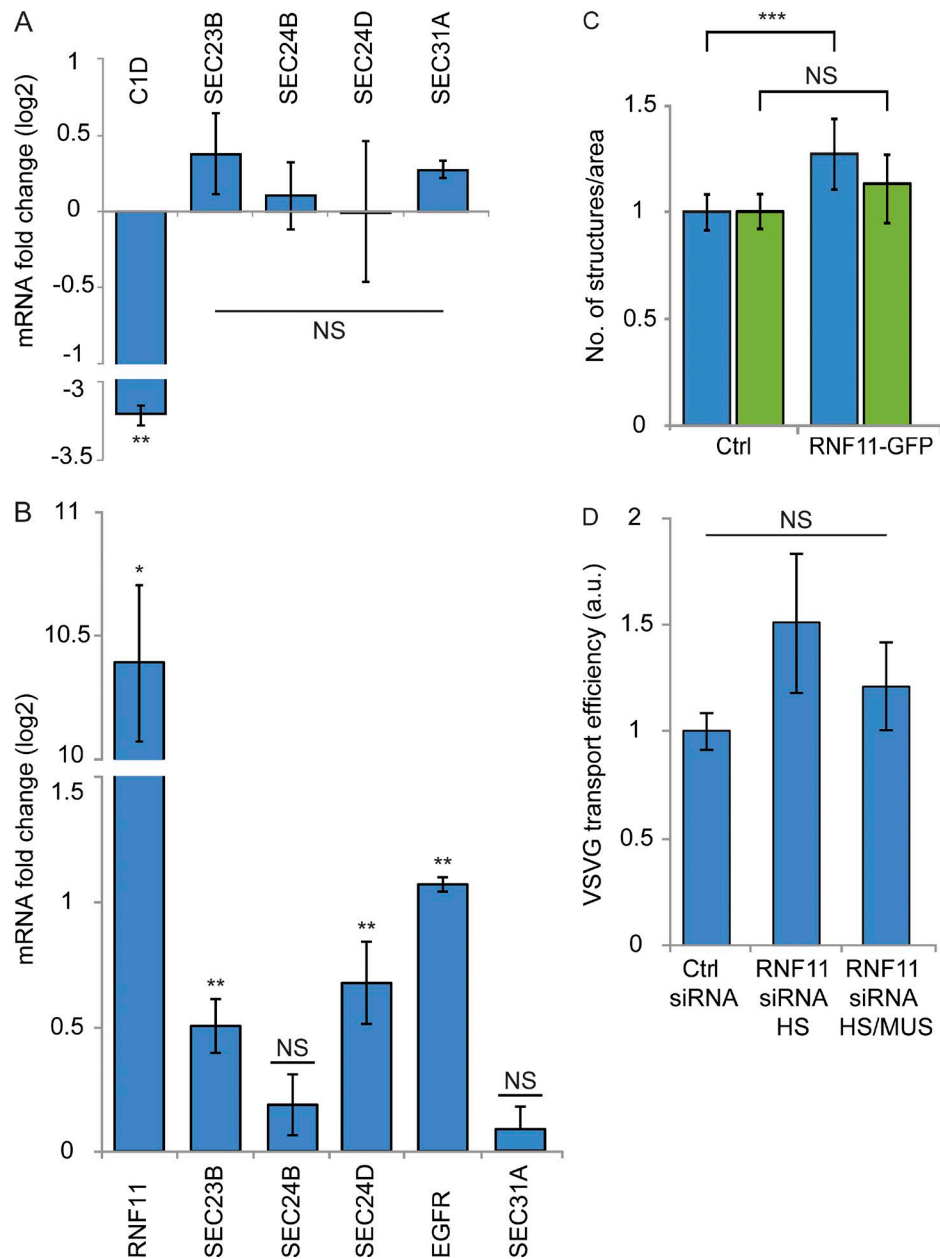 A
mRNA fold change (log2)
C1D
SEC23B
SEC24B
SEC24D
SEC31A
1
0.5
0
-0.5
-1
-3
-3.5
**
NS
B
mRNA fold change (log2)
11
10.5
10
1.5
1
0.5
0
*
**
NS
**
**
NS
RNF11
SEC23B
SEC24B
SEC24D
EGFR
SEC31A
C
***
NS
No. of structures/area
1.5
1
0.5
0
Ctrl
RNF11-GFP
D
NS
VSVG transport efficiency (a.u.)
2
1.5
1
0.5
0
Ctrl
siRNA
RNF11
siRNA
HS
RNF11
siRNA
HS/MUS